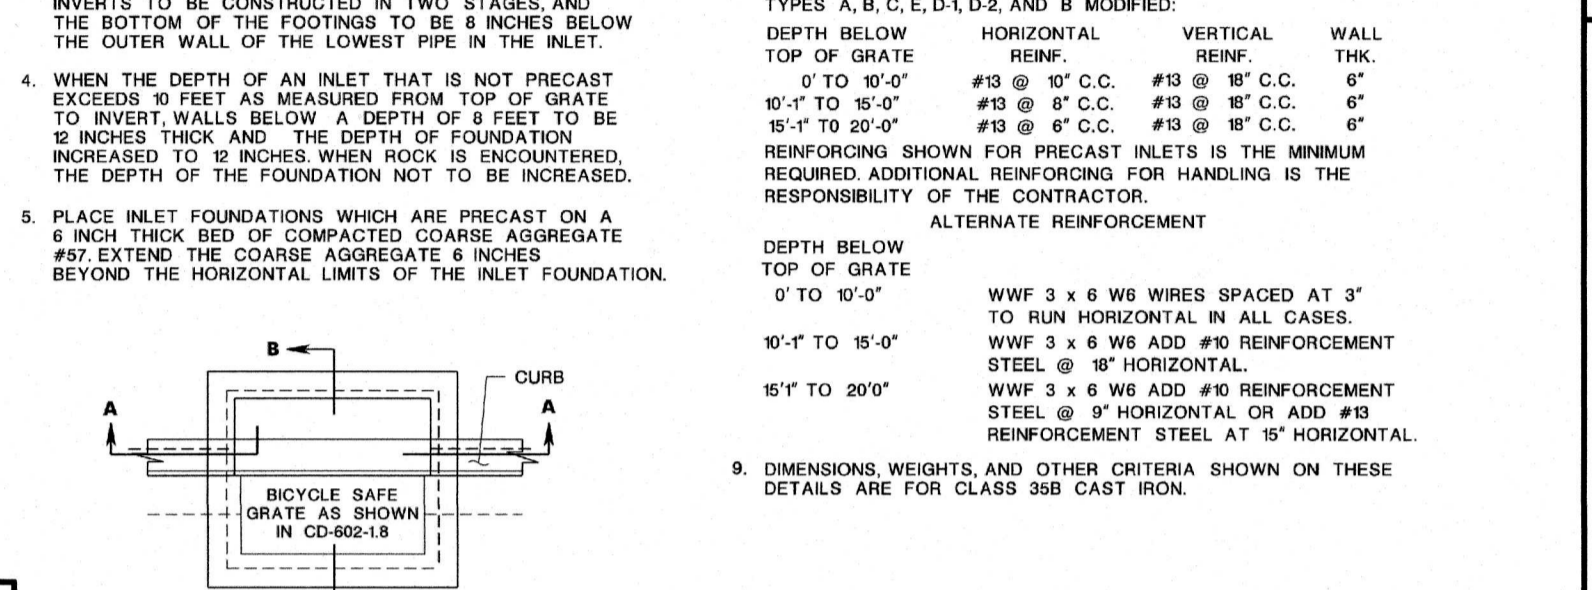 INVERTS TO BE CONSTRUCTED IN TWO STAGES, AND
THE BOTTOM OF THE FOOTINGS TO BE 8 INCHES BELOW
THE OUTER WALL OF THE LOWEST PIPE IN THE INLET.
4. WHEN THE DEPTH OF AN INLET THAT IS NOT PRECAST
EXCEEDS 10 FEET AS MEASURED FROM TOP OF GRATE
TO INVERT, WALLS BELOW A DEPTH OF 8 FEET TO BE
12 INCHES THICK AND THE DEPTH OF FOUNDATION
INCREASED TO 12 INCHES. WHEN ROCK IS ENCOUNTERED,
THE DEPTH OF THE FOUNDATION NOT TO BE INCREASED.
5. PLACE INLET FOUNDATIONS WHICH ARE PRECAST ON A
6 INCH THICK BED OF COMPACTED COARSE AGGREGATE
#57. EXTEND THE COARSE AGGREGATE 6 INCHES
BEYOND THE HORIZONTAL LIMITS OF THE INLET FOUNDATION.
B
CURB
A A
BICYCLE SAFE
GRATE AS SHOWN
IN CD-602-1.8
TYPES A, B, C, E, D-1, D-2, AND B MODIFIED:
DEPTH BELOW HORIZONTAL VERTICAL WALL
TOP OF GRATE REINF. REINF. THK.
0' TO 10'-0" #13 @ 10" C.C. #13 @ 18" C.C. 6"
10'-1" TO 15'-0" #13 @ 8" C.C. #13 @ 18" C.C. 6"
15'-1" TO 20'-0" #13 @ 6" C.C. #13 @ 18" C.C. 6"
REINFORCING SHOWN FOR PRECAST INLETS IS THE MINIMUM
REQUIRED. ADDITIONAL REINFORCING FOR HANDLING IS THE
RESPONSIBILITY OF THE CONTRACTOR.
ALTERNATE REINFORCEMENT
DEPTH BELOW
TOP OF GRATE
0' TO 10'-0" WWF 3 x 6 W6 WIRES SPACED AT 3"
TO RUN HORIZONTAL IN ALL CASES.
10'-1" TO 15'-0" WWF 3 x 6 W6 ADD #10 REINFORCEMENT
STEEL @ 18" HORIZONTAL.
15'1" TO 20'0" WWF 3 x 6 W6 ADD #10 REINFORCEMENT
STEEL @ 9" HORIZONTAL OR ADD #13
REINFORCEMENT STEEL AT 15" HORIZONTAL.
9. DIMENSIONS, WEIGHTS, AND OTHER CRITERIA SHOWN ON THESE
DETAILS ARE FOR CLASS 35B CAST IRON.